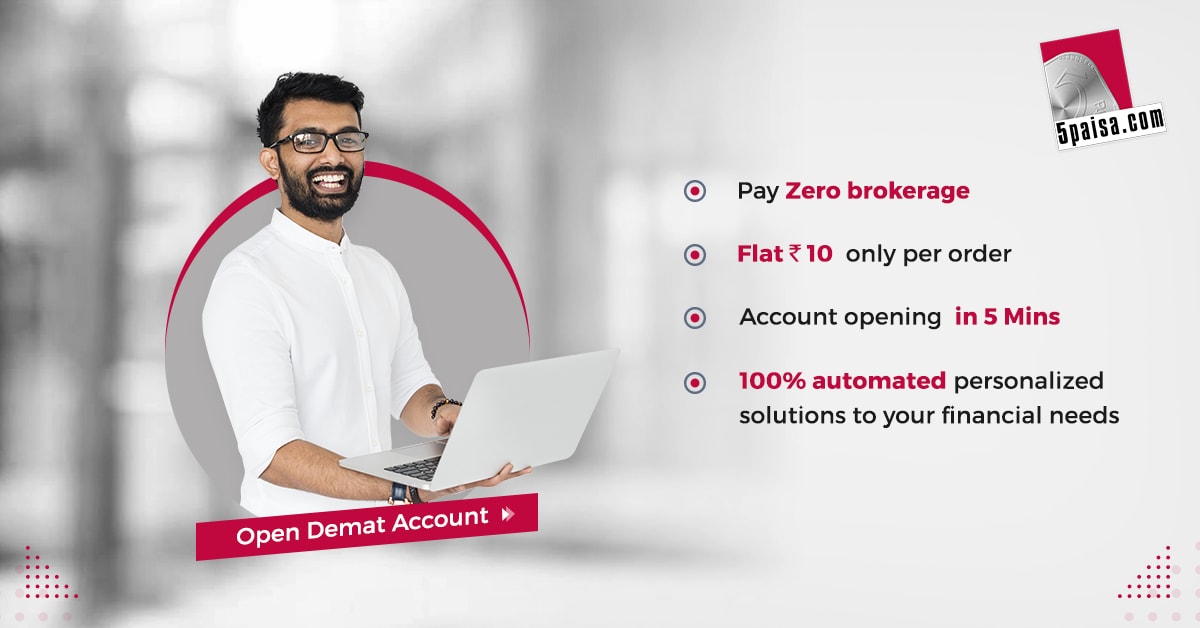 5paisa.com
Pay Zero brokerage
Flat ₹ 10 only per order
Account opening in 5 Mins
100% automated personalized
solutions to your financial needs
Open Demat Account